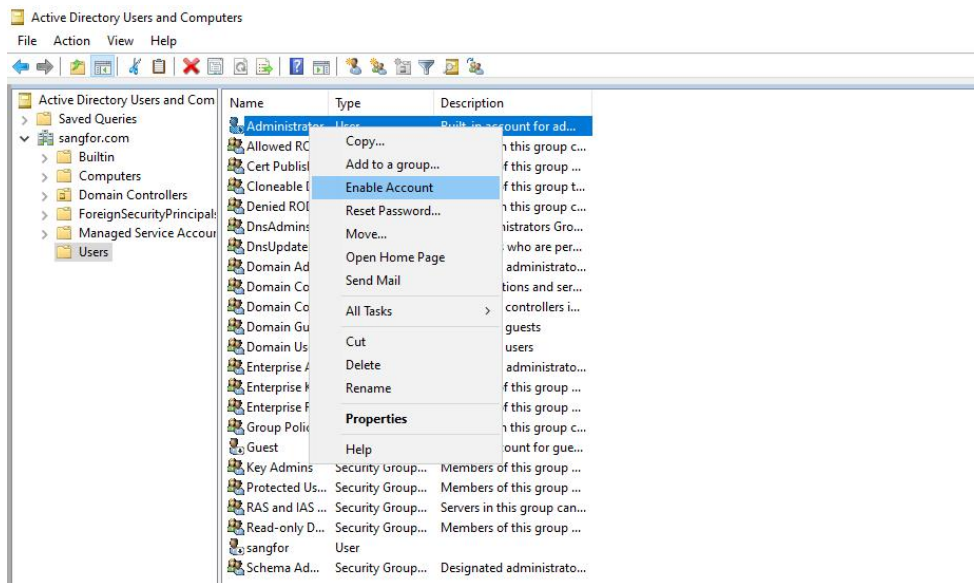 Active Directory Users and Computers
File Action View Help
Active Directory Users and Com
Saved Queries
sangfor.com
Builtin
Computers
Domain Controllers
ForeignSecurityPrincipals
Managed Service Accour
Users
Name Type Description
Administrator User Built-in account for ad...
Allowed RO n this group c...
Cert Publis f this group ...
Cloneable f this group t...
Denied ROD n this group c...
DnsAdmins nistrators Gro...
DnsUpdate who are per...
Domain Ad administrato...
Domain Co tions and ser...
Domain Co controllers i...
Domain Gu guests
Domain Us users
Enterprise A administrato...
Enterprise K f this group ...
Enterprise R f this group ...
Group Polic n this group c...
Guest count for gue...
Key Admins Security Group... Members of this group ...
Protected Us... Security Group... Members of this group ...
RAS and IAS ... Security Group... Servers in this group can...
Read-only D... Security Group... Members of this group ...
sangfor User
Schema Ad... Security Group... Designated administrato...
Copy...
Add to a group...
Enable Account
Reset Password...
Move...
Open Home Page
Send Mail
All Tasks
Cut
Delete
Rename
Properties
Help